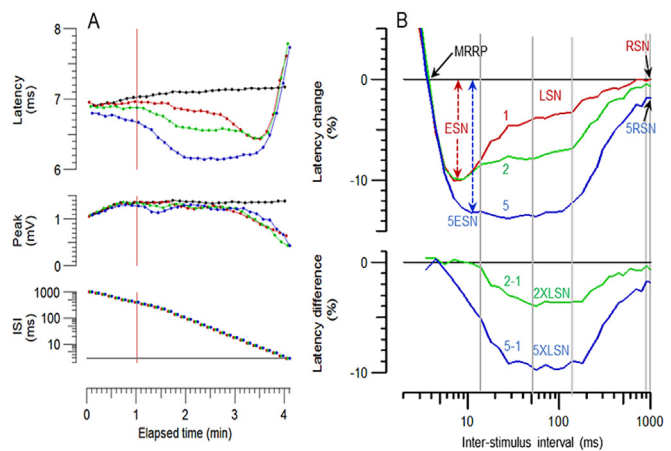 A
8
7
6
Latency
(ms)
1
0
Peak
(mV)
1000
100
10
ISI
(ms)
0
1
2
3
4
Elapsed time (min)
B
Latency change
(%)
0
-10
MRRP
RSN
LSN
ESN
1
2
5
5RSN
5ESN
Latency difference
(%)
0
-10
2-1
2XLSN
5-1
5XLSN
10
100
1000
Inter-stimulus interval (ms)